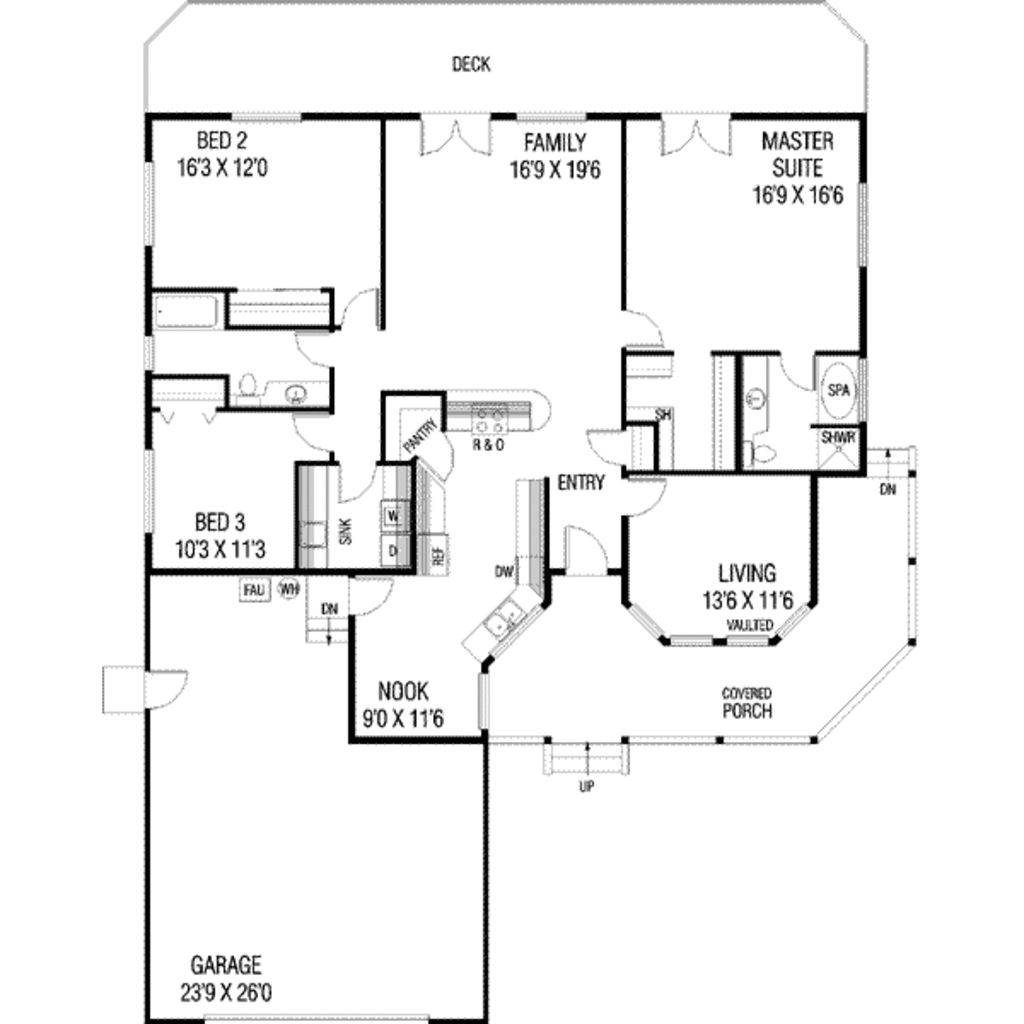 DECK
BED 2
16'3 X 12'0
FAMILY
16'9 X 19'6
MASTER
SUITE
16'9 X 16'6
SPA
SH
PANTRY
R & O
SHWR
ENTRY
DN
W
SINK
BED 3
10'3 X 11'3
D
REF
DW
LIVING
13'6 X 11'6
VAULTED
FAU
WH
DN
NOOK
9'0 X 11'6
COVERED
PORCH
UP
GARAGE
23'9 X 26'0